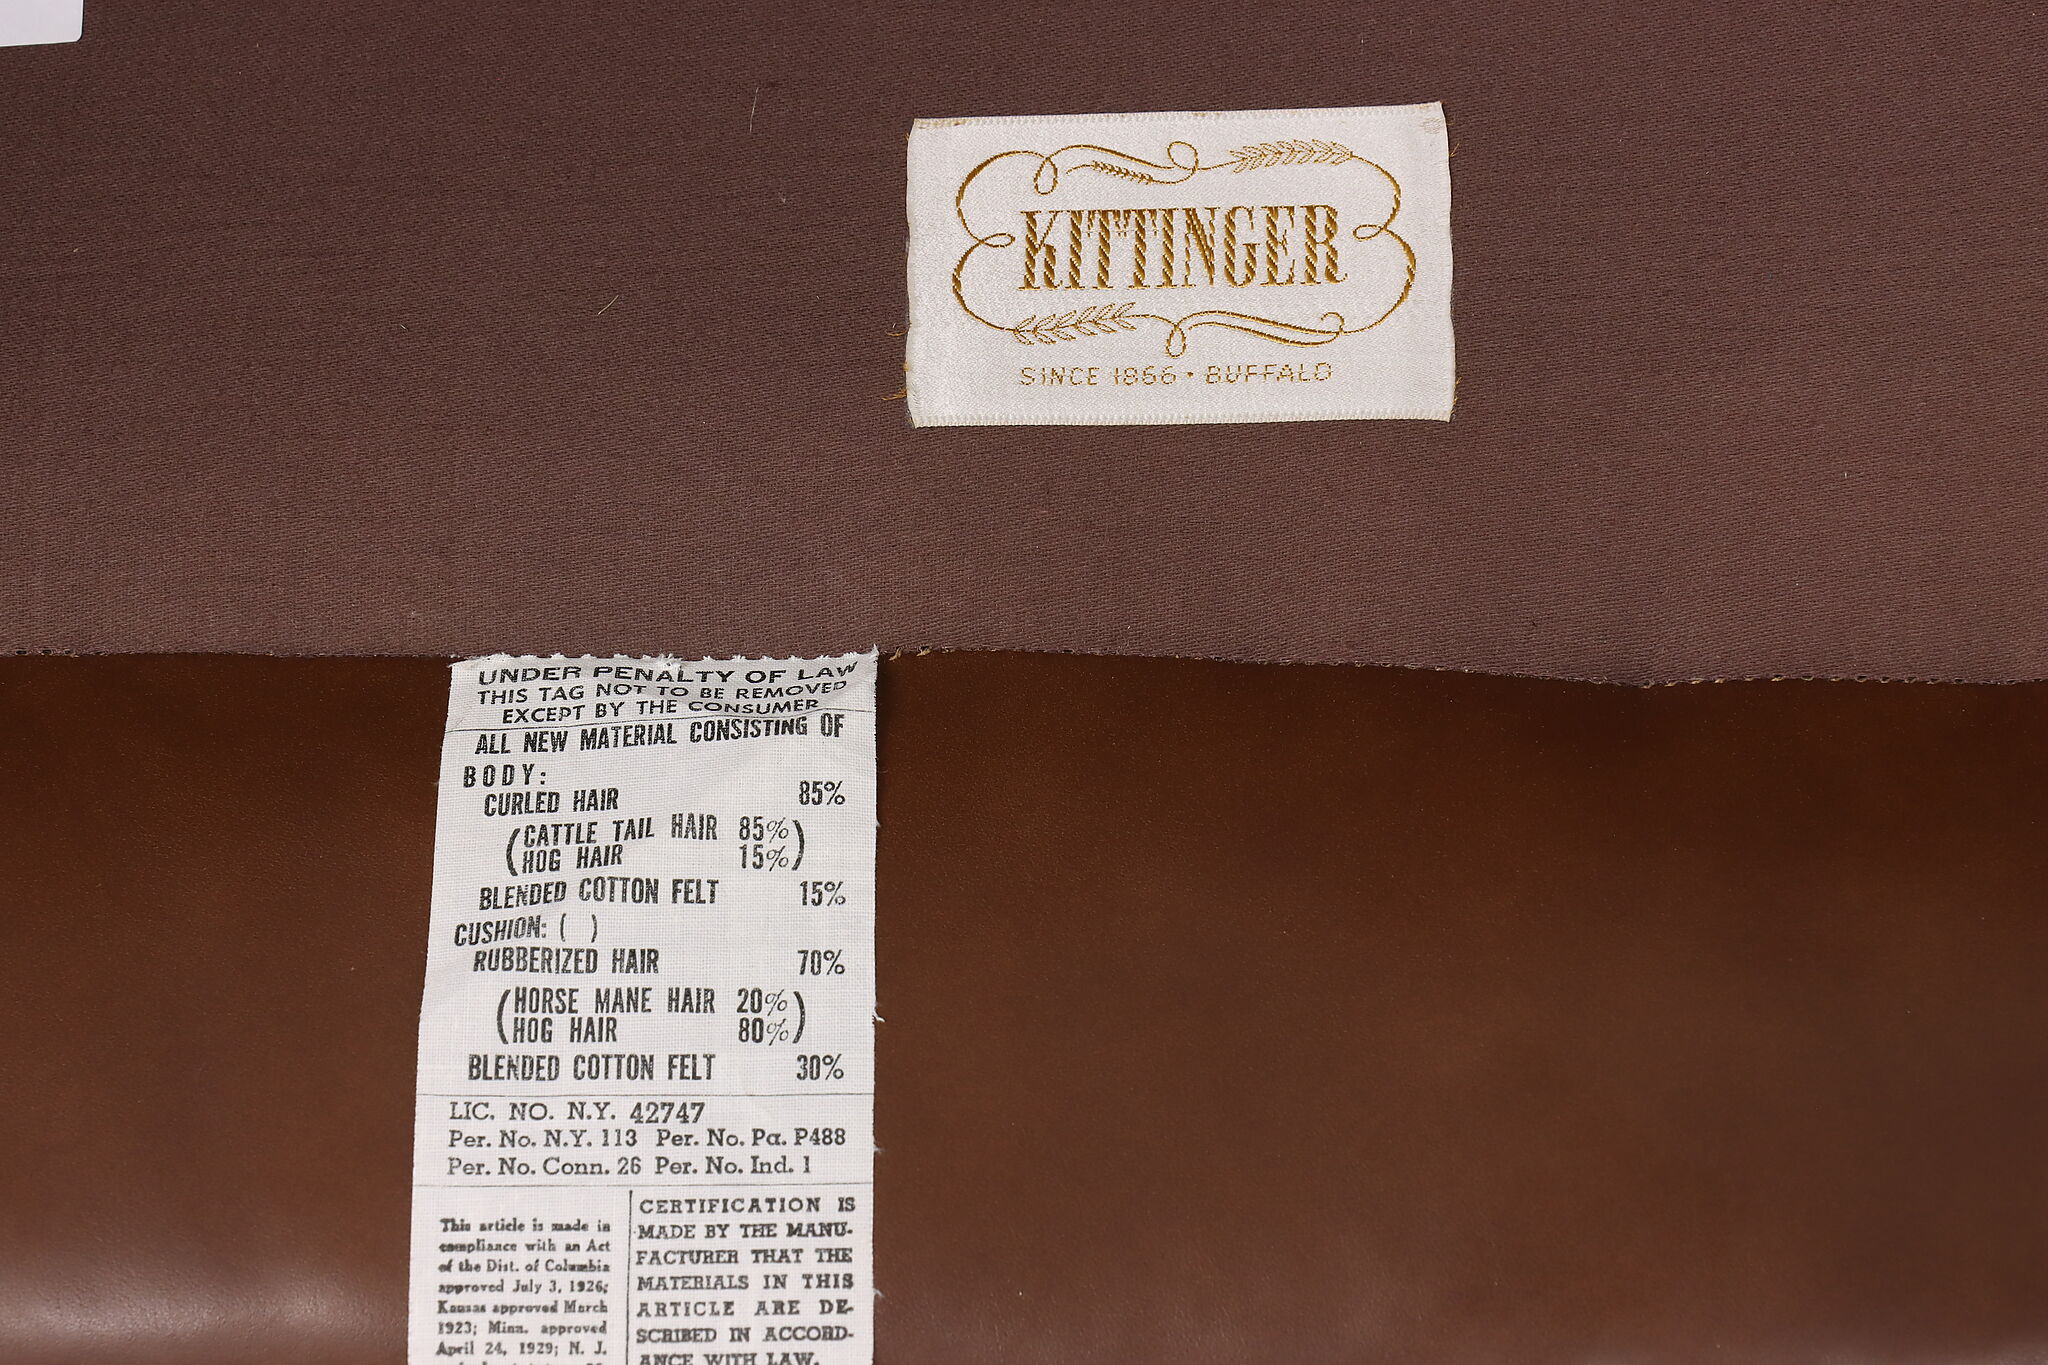 KITTINGER
SINCE 1866 • BUFFALO
UNDER PENALTY OF LAW
THIS TAG NOT TO BE REMOVED
EXCEPT BY THE CONSUMER
ALL NEW MATERIAL CONSISTING OF
BODY:
CURLED HAIR 85%
(CATTLE TAIL HAIR 85%)
(HOG HAIR 15%)
BLENDED COTTON FELT 15%
CUSHION: ( )
RUBBERIZED HAIR 70%
(HORSE MANE HAIR 20%)
(HOG HAIR 80%)
BLENDED COTTON FELT 30%
LIC. NO. N.Y. 42747
Per. No. N.Y. 113 Per. No. Pa. P488
Per. No. Conn. 26 Per. No. Ind. 1
This article is made in
compliance with an Act
of the Dist. of Columbia
approved July 3, 1926;
Kansas approved March
1923; Minn. approved
April 24, 1929; N. J.
CERTIFICATION IS
MADE BY THE MANU-
FACTURER THAT THE
MATERIALS IN THIS
ARTICLE ARE DE-
SCRIBED IN ACCORD-
ANCE WITH LAW.